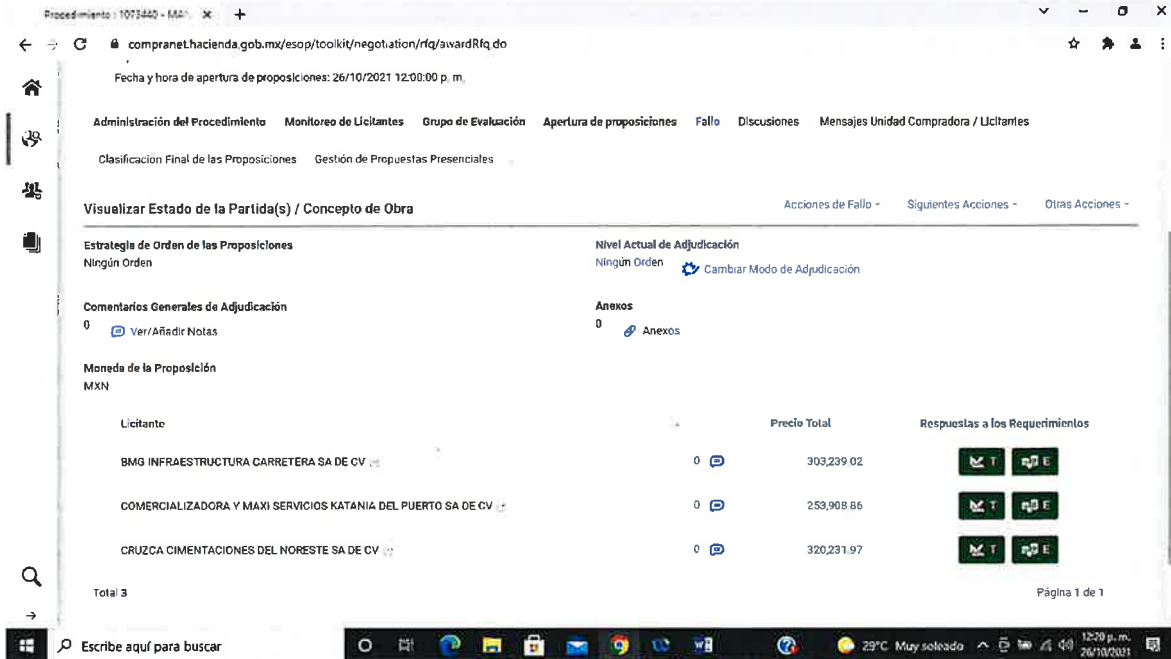 Procedimiento : 1073440 - MAN
compranet.hacienda.gob.mx/esop/toolkit/negotiation/rfq/awardRfq.do
Fecha y hora de apertura de proposiciones: 26/10/2021 12:00:00 p. m.
Administración del Procedimiento Monitoreo de Licitantes Grupo de Evaluación Apertura de proposiciones Fallo Discusiones Mensajes Unidad Compradora / Licitantes
Clasificación Final de las Proposiciones Gestión de Propuestas Presenciales
Visualizar Estado de la Partida(s) / Concepto de Obra Acciones de Fallo Siguientes Acciones Otras Acciones
Estrategia de Orden de las Proposiciones Nivel Actual de Adjudicación
Ningún Orden Ningún Orden Cambiar Modo de Adjudicación
Comentarios Generales de Adjudicación Anexos
0 Ver/Añadir Notas 0 Anexos
Moneda de la Proposición
MXN
Licitante Precio Total Respuestas a los Requerimientos
BMG INFRAESTRUCTURA CARRETERA SA DE CV 0 303,239.02 T E
COMERCIALIZADORA Y MAXI SERVICIOS KATANIA DEL PUERTO SA DE CV 0 253,908.86 T E
CRUZCA CIMENTACIONES DEL NORESTE SA DE CV 0 320,231.97 T E
Total 3 Página 1 de 1
Escribe aquí para buscar 29°C Muy soleado 12:20 p. m.
26/10/2021